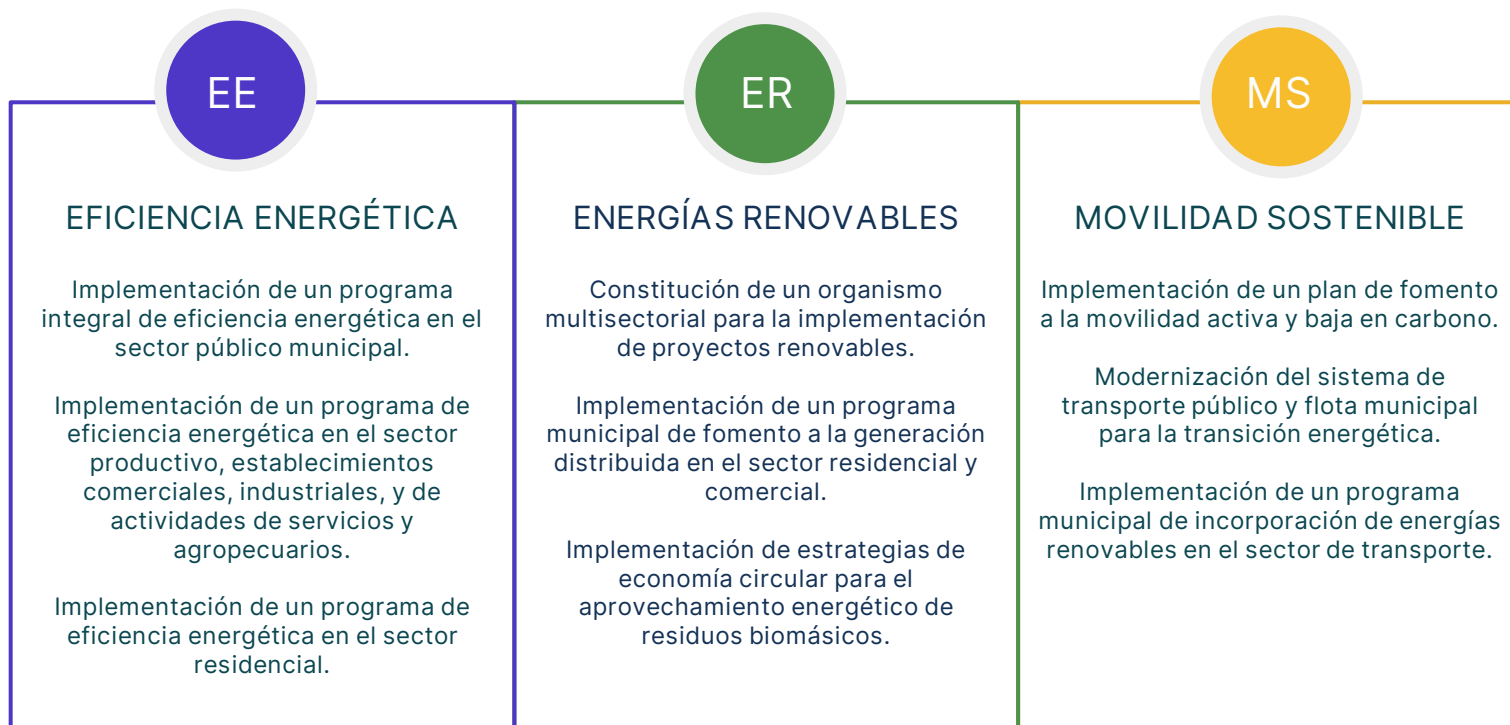 EE
EFICIENCIA ENERGÉTICA
Implementación de un programa
integral de eficiencia energética en el
sector público municipal.
Implementación de un programa de
eficiencia energética en el sector
productivo, establecimientos
comerciales, industriales, y de
actividades de servicios y
agropecuarios.
Implementación de un programa de
eficiencia energética en el sector
residencial.
ER
ENERGÍAS RENOVABLES
Constitución de un organismo
multisectorial para la implementación
de proyectos renovables.
Implementación de un programa
municipal de fomento a la generación
distribuida en el sector residencial y
comercial.
Implementación de estrategias de
economía circular para el
aprovechamiento energético de
residuos biomásicos.
MS
MOVILIDAD SOSTENIBLE
Implementación de un plan de fomento
a la movilidad activa y baja en carbono.
Modernización del sistema de
transporte público y flota municipal
para la transición energética.
Implementación de un programa
municipal de incorporación de energías
renovables en el sector de transporte.